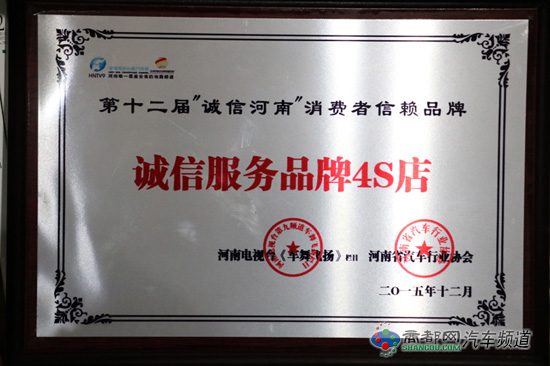 HNTV9
第十二届"诚信河南"消费者信赖品牌
诚信服务品牌4S店
河南电视台《车舞飞扬》栏目 河南省汽车行业协会
二〇一五年十二月
商都网 汽车频道
SHANGDU.COM